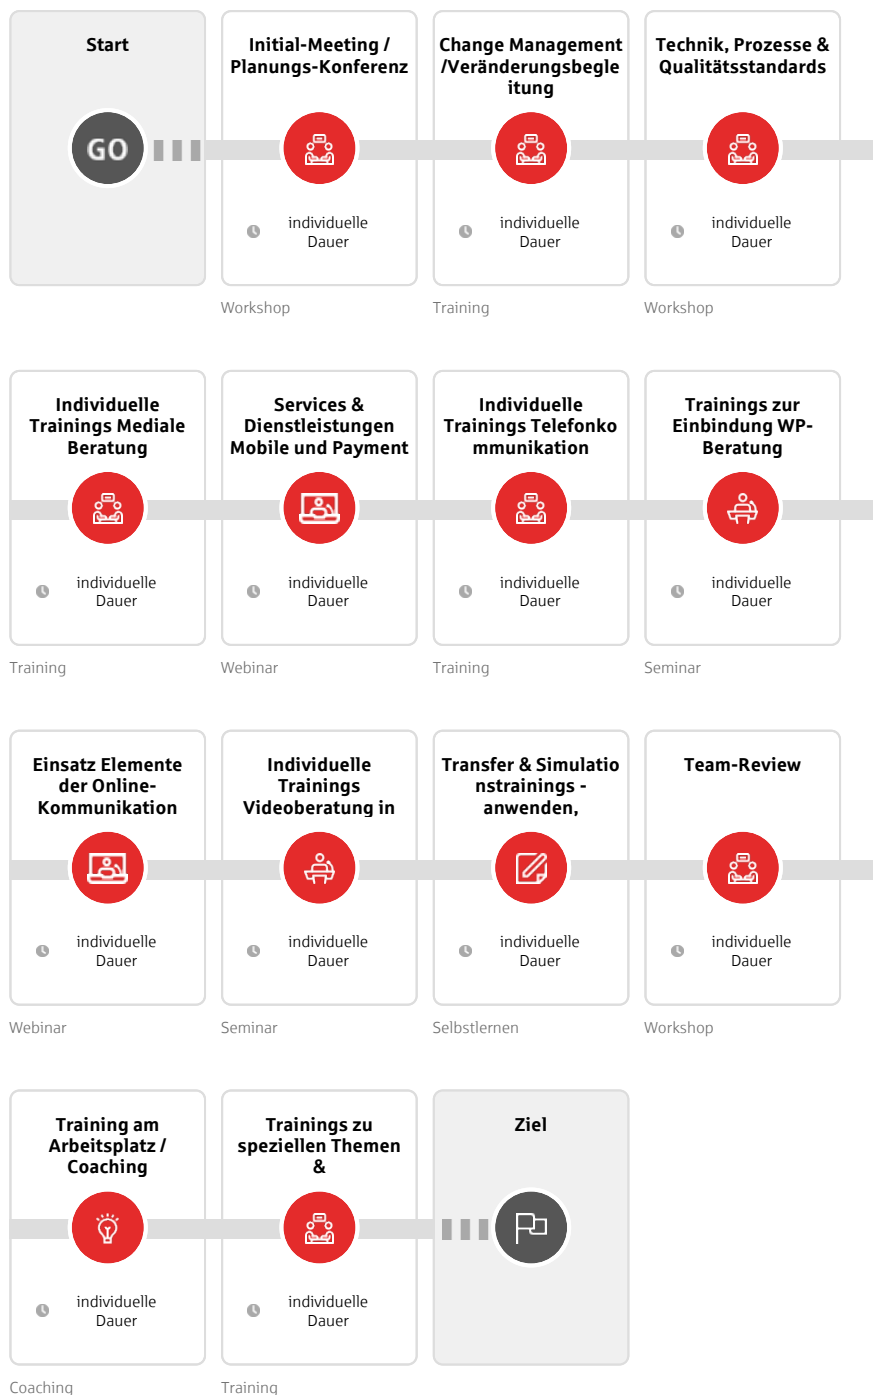 Start
Initial-Meeting /
Planungs-Konferenz
Change Management
/Veränderungsbegle
itung
Technik, Prozesse &
Qualitätsstandards
GO
individuelle
Dauer
individuelle
Dauer
individuelle
Dauer
Workshop
Training
Workshop
Individuelle
Trainings Mediale
Beratung
Services &
Dienstleistungen
Mobile und Payment
Individuelle
Trainings Telefonko
mmunikation
Trainings zur
Einbindung WP-
Beratung
individuelle
Dauer
individuelle
Dauer
individuelle
Dauer
individuelle
Dauer
Training
Webinar
Training
Seminar
Einsatz Elemente
der Online-
Kommunikation
Individuelle
Trainings
Videoberatung in
Transfer & Simulatio
nstrainings -
anwenden,
Team-Review
individuelle
Dauer
individuelle
Dauer
individuelle
Dauer
individuelle
Dauer
Webinar
Seminar
Selbstlernen
Workshop
Training am
Arbeitsplatz /
Coaching
Trainings zu
speziellen Themen
&
Ziel
individuelle
Dauer
individuelle
Dauer
Coaching
Training